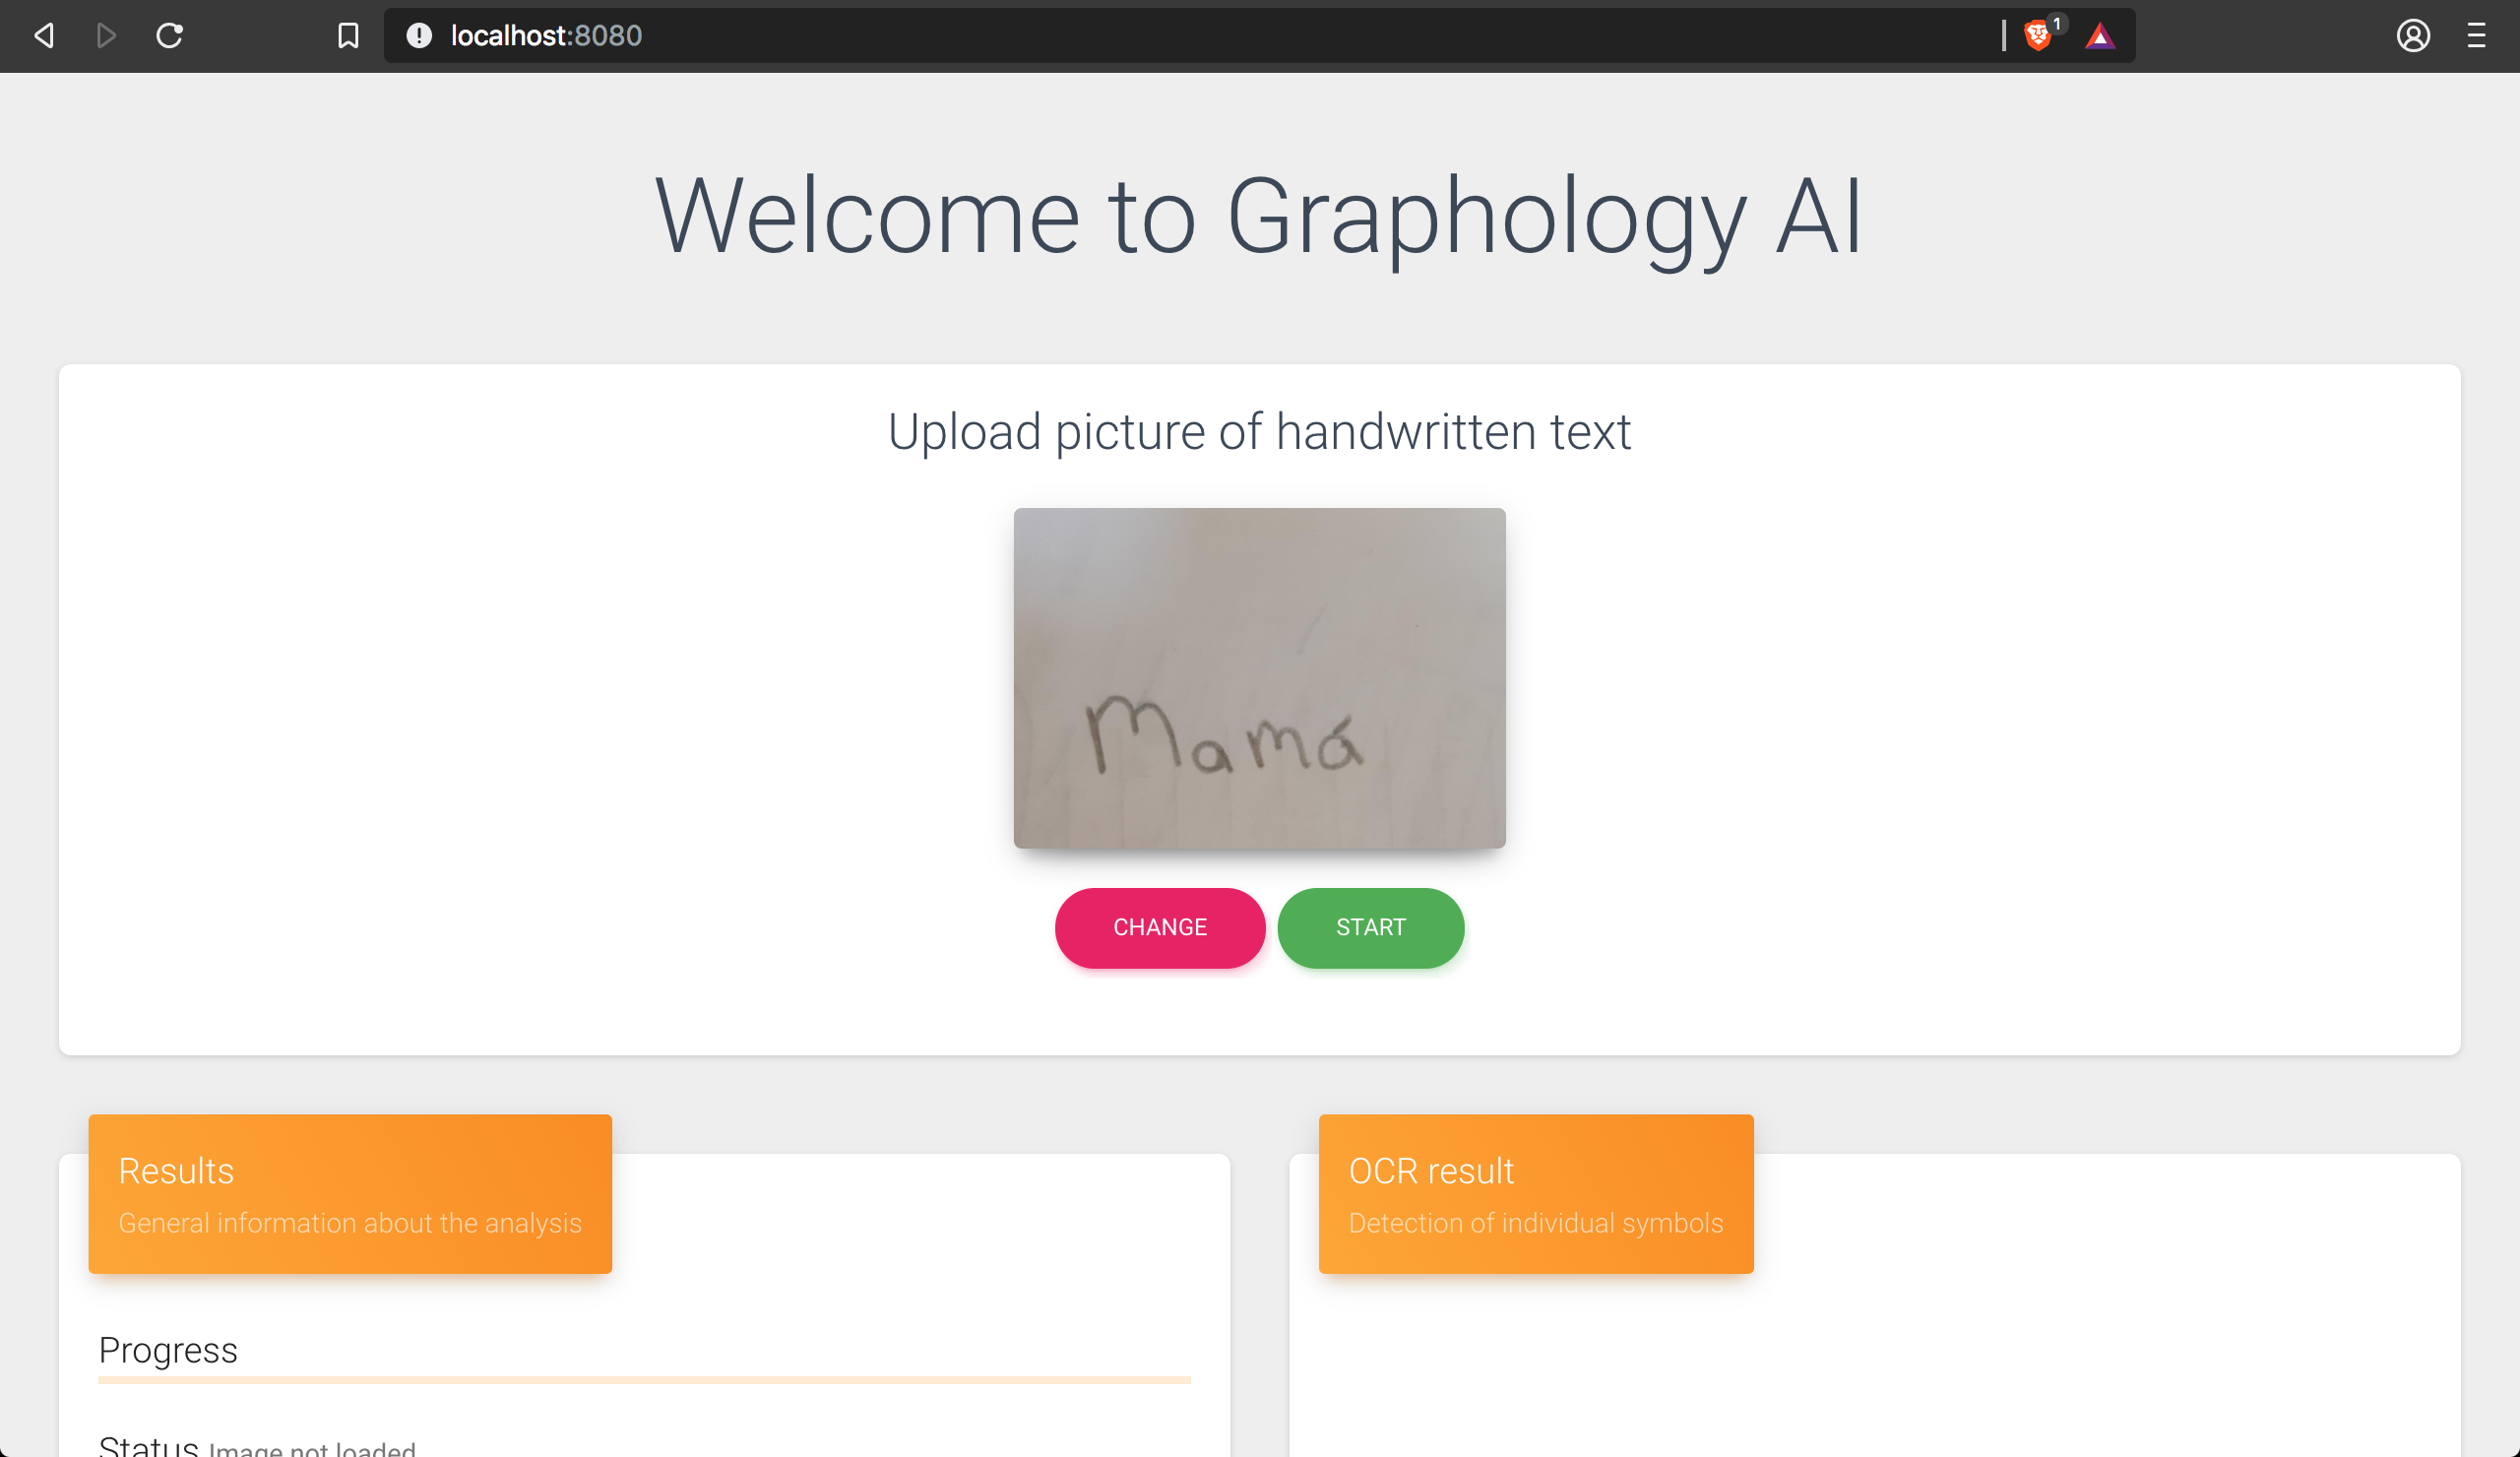 localhost:8080
1
Welcome to Graphology AI
Upload picture of handwritten text
Mamá
CHANGE
START
Results
General information about the analysis
OCR result
Detection of individual symbols
Progress
Status Image not loaded